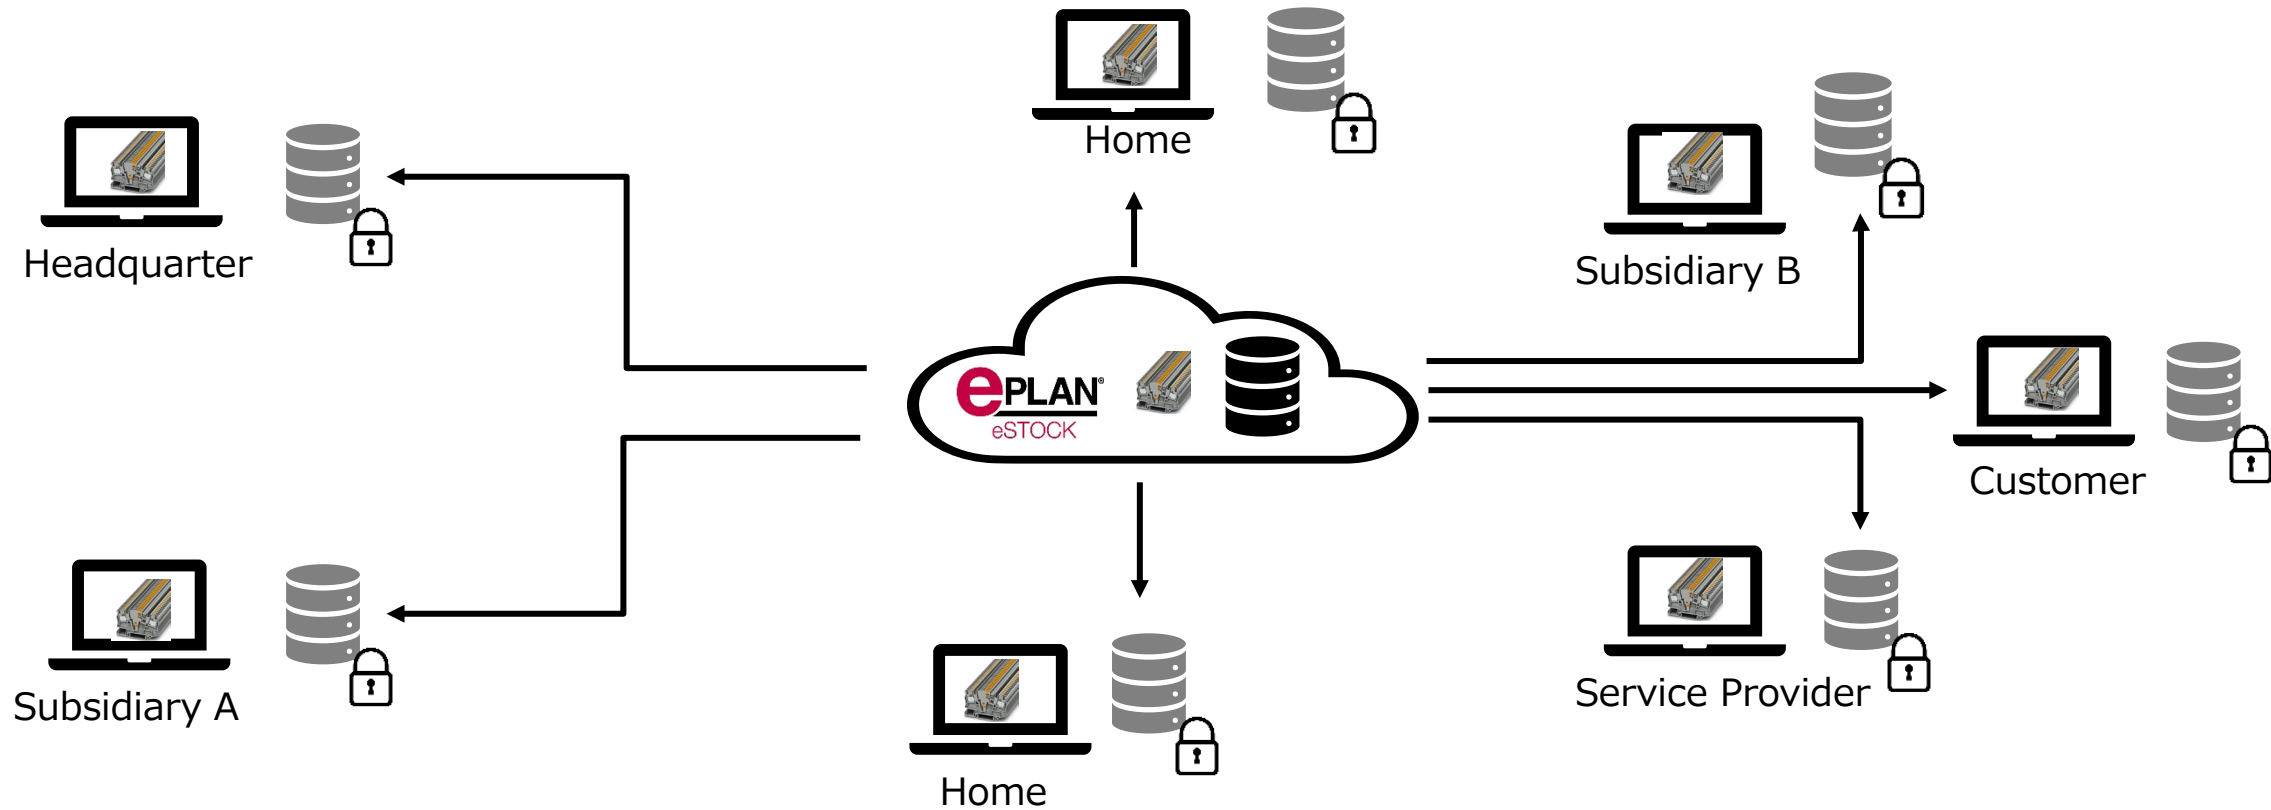 Home
Headquarter
Subsidiary B
ePLAN®
eSTOCK
Customer
Subsidiary A
Service Provider
Home